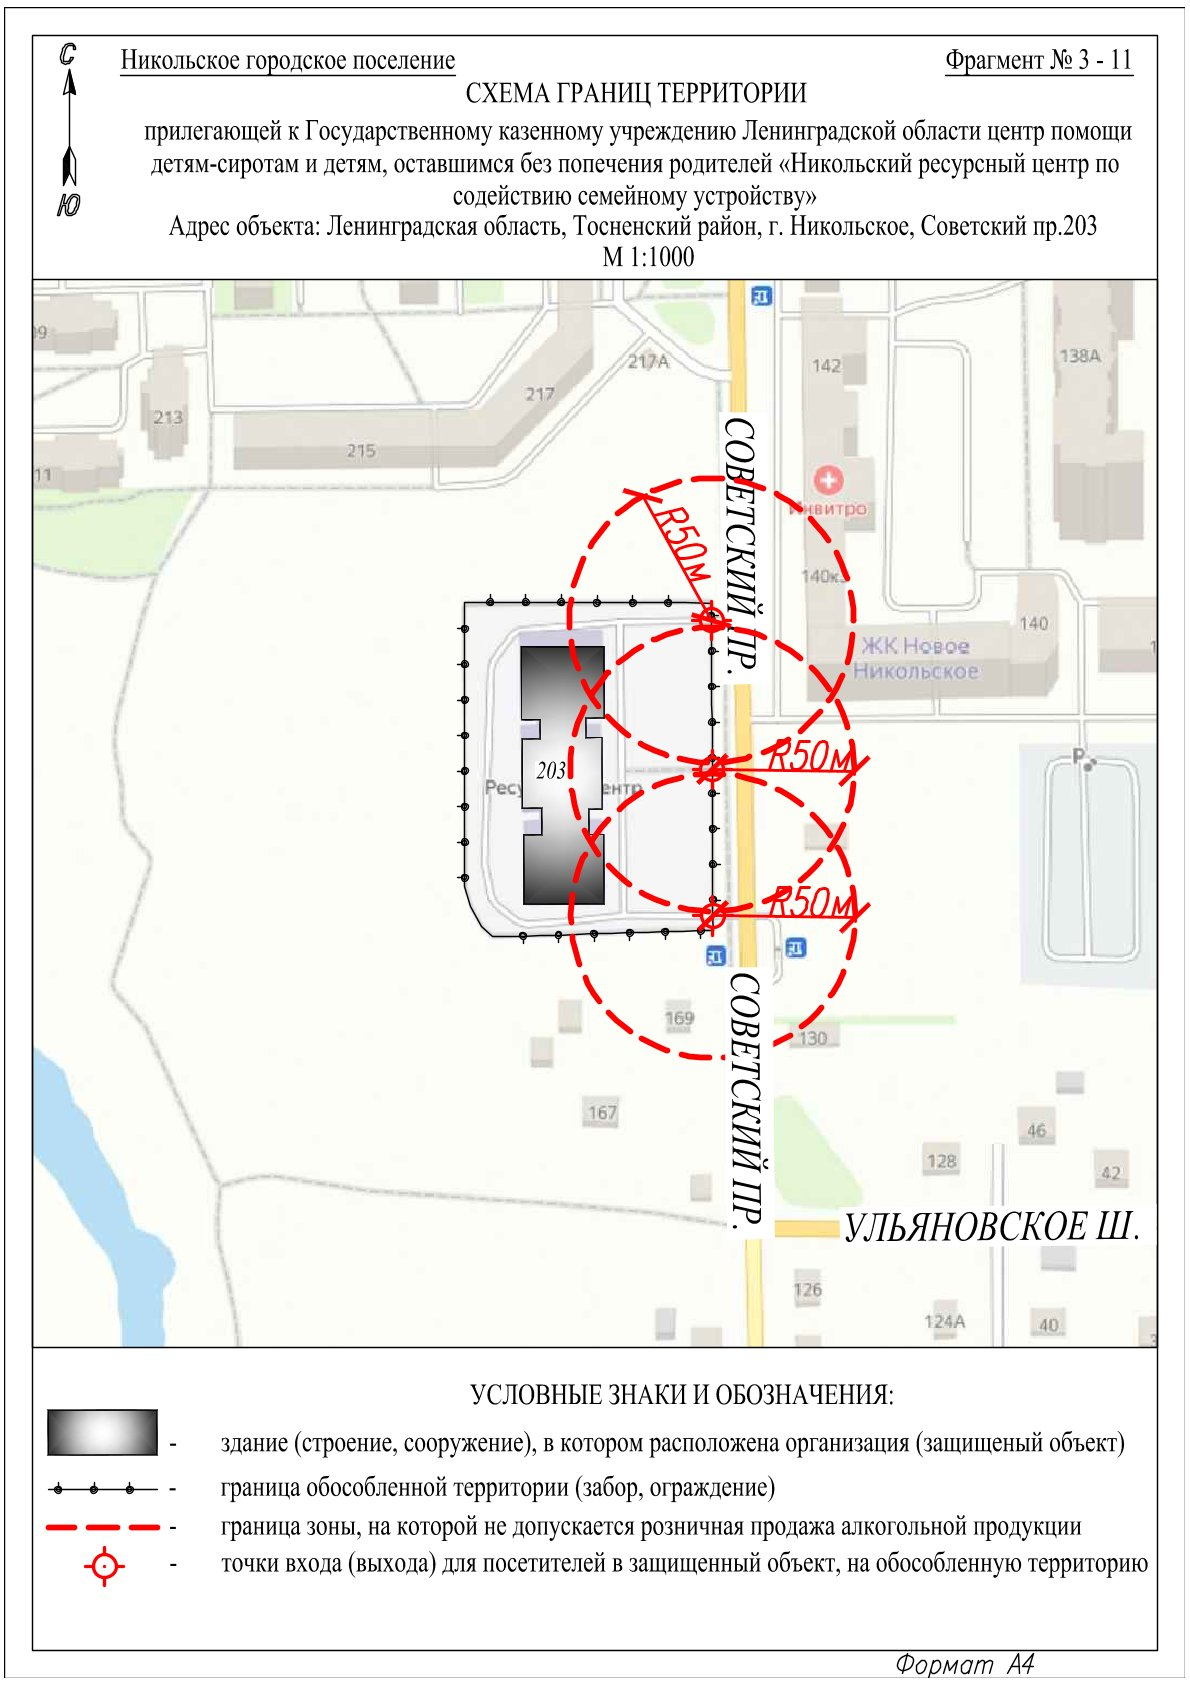 С
Никольское городское поселение
Фрагмент № 3 - 11
СХЕМА ГРАНИЦ ТЕРРИТОРИИ
прилегающей к Государственному казенному учреждению Ленинградской области центр помощи
детям-сиротам и детям, оставшимся без попечения родителей «Никольский ресурсный центр по
содействию семейному устройству»
Ю
Адрес объекта: Ленинградская область, Тосненский район, г. Никольское, Советский пр.203
М 1:1000
142
138А
217А
217
213
215
11
СОВЕТСКИЙ ПР.
Инвитро
R50м
140
ЖК Новое
Никольское
203
R50м
Р
R50м
169
130
СОВЕТСКИЙ ПР.
167
46
128
42
УЛЬЯНОВСКОЕ Ш.
126
124А
40
УСЛОВНЫЕ ЗНАКИ И ОБОЗНАЧЕНИЯ:
- здание (строение, сооружение), в котором расположена организация (защищеный объект)
- граница обособленной территории (забор, ограждение)
- граница зоны, на которой не допускается розничная продажа алкогольной продукции
- точки входа (выхода) для посетителей в защищенный объект, на обособленную территорию
Формат А4